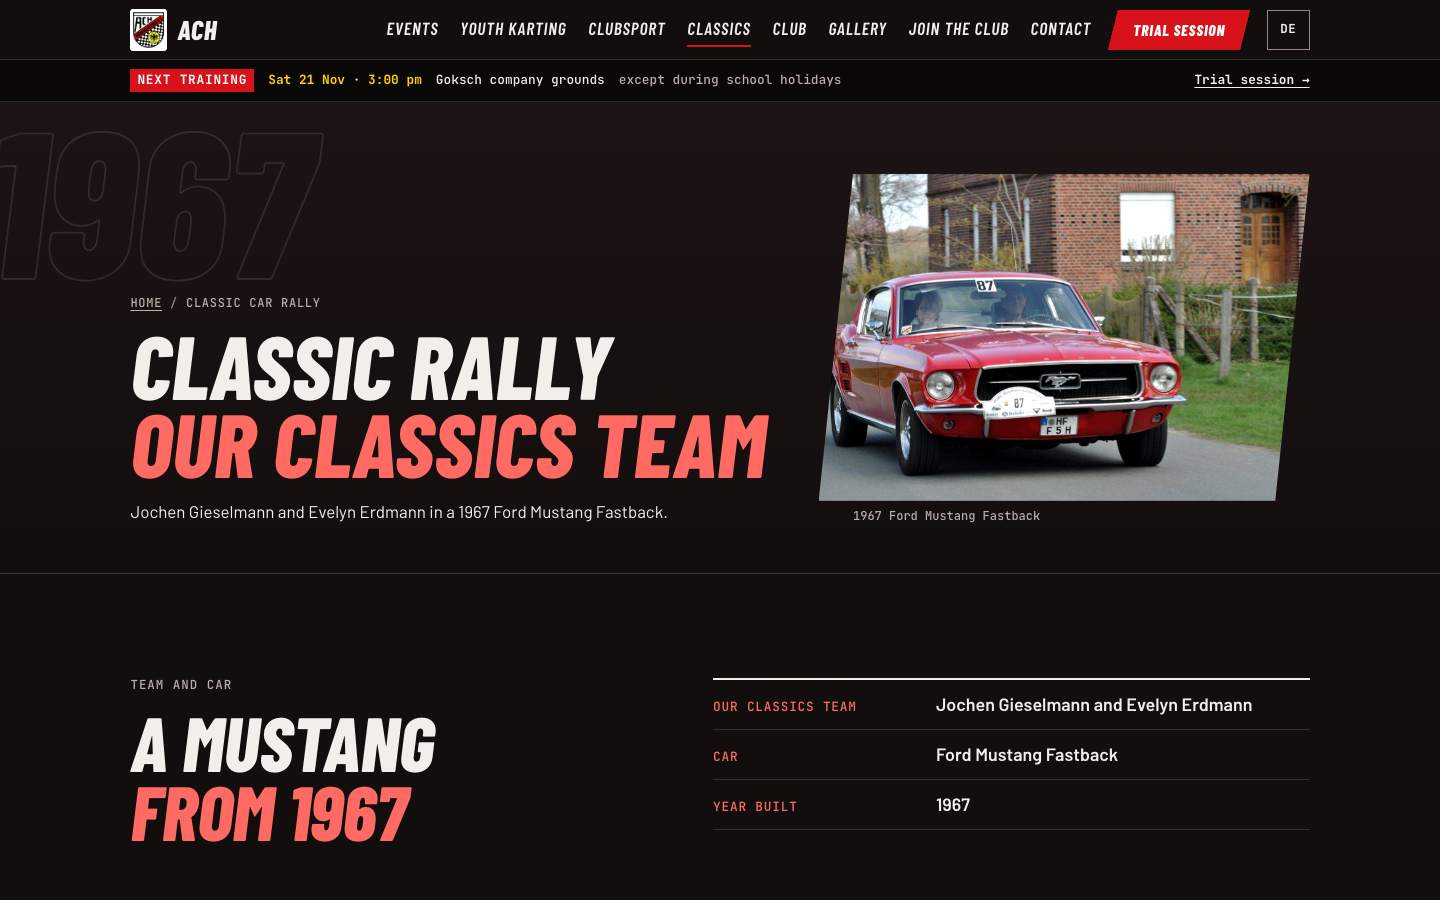 ACH
EVENTS YOUTH KARTING CLUBSPORT CLASSICS CLUB GALLERY JOIN THE CLUB CONTACT TRIAL SESSION DE
NEXT TRAINING Sat 21 Nov · 3:00 pm Goksch company grounds except during school holidays Trial session →
1967
HOME / CLASSIC CAR RALLY
CLASSIC RALLY
OUR CLASSICS TEAM
Jochen Gieselmann and Evelyn Erdmann in a 1967 Ford Mustang Fastback.
87
87
HF
F 5 H
1967 Ford Mustang Fastback
TEAM AND CAR
A MUSTANG
FROM 1967
OUR CLASSICS TEAM Jochen Gieselmann and Evelyn Erdmann
CAR Ford Mustang Fastback
YEAR BUILT 1967